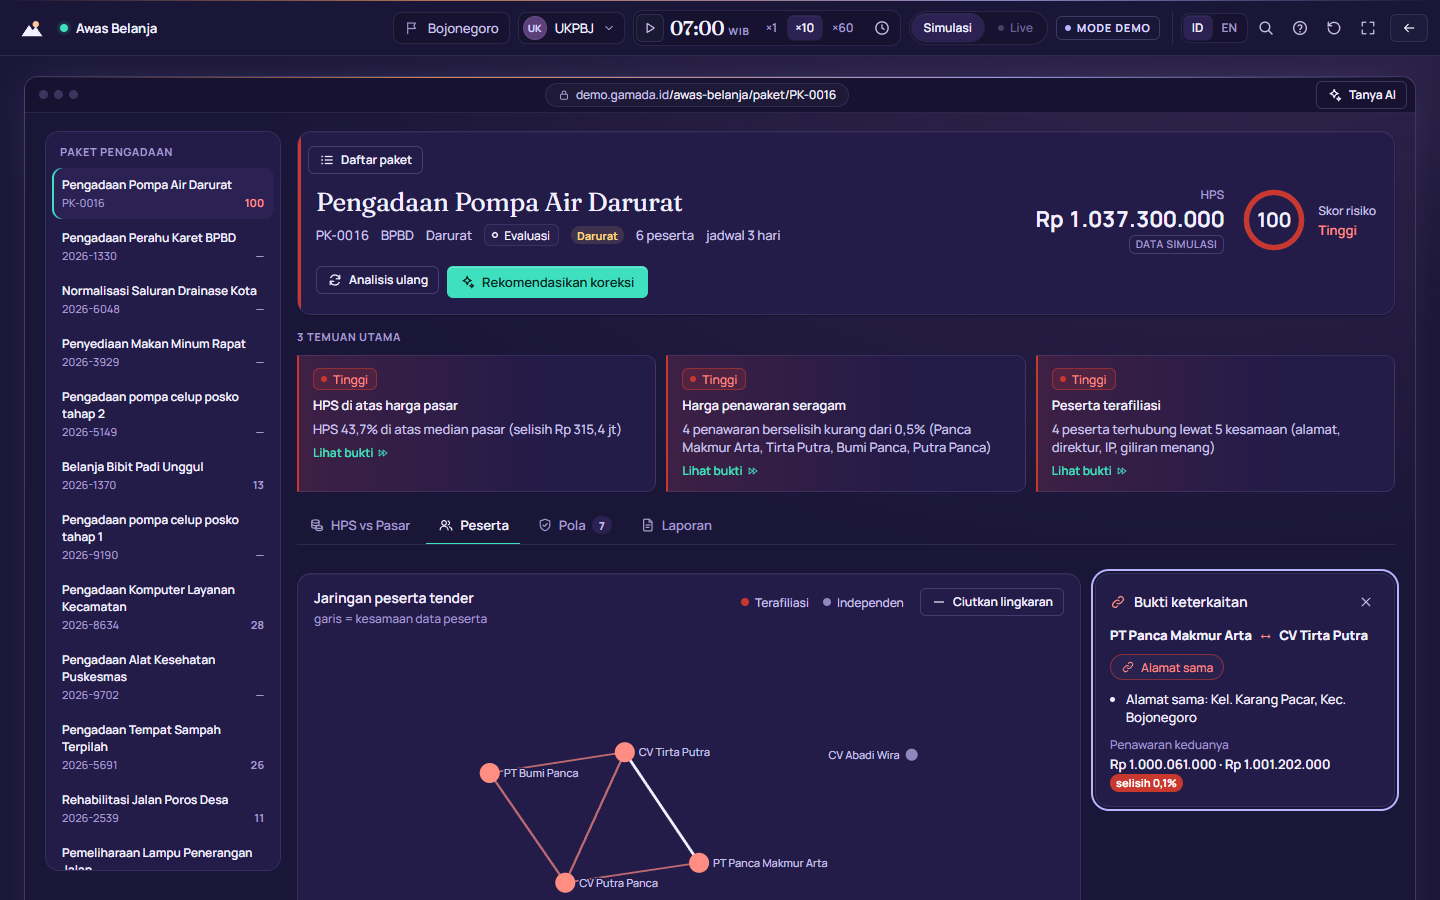 Awas Belanja
Bojonegoro
UK UKPBJ
07:00 WIB
×1 ×10 ×60
Simulasi Live
MODE DEMO
ID EN
demo.gamada.id/awas-belanja/paket/PK-0016
Tanya AI
PAKET PENGADAAN
Pengadaan Pompa Air Darurat
PK-0016 100
Pengadaan Perahu Karet BPBD
2026-1330 —
Normalisasi Saluran Drainase Kota
2026-6048 —
Penyediaan Makan Minum Rapat
2026-3929 —
Pengadaan pompa celup posko
tahap 2
2026-5149 —
Belanja Bibit Padi Unggul
2026-1370 13
Pengadaan pompa celup posko
tahap 1
2026-9190 —
Pengadaan Komputer Layanan
Kecamatan
2026-8634 28
Pengadaan Alat Kesehatan
Puskesmas
2026-9702 —
Pengadaan Tempat Sampah
Terpilah
2026-5691 26
Rehabilitasi Jalan Poros Desa
2026-2539 11
Pemeliharaan Lampu Penerangan
Jalan
Daftar paket
Pengadaan Pompa Air Darurat
PK-0016 BPBD Darurat Evaluasi Darurat 6 peserta jadwal 3 hari
HPS
Rp 1.037.300.000
DATA SIMULASI
100
Skor risiko
Tinggi
Analisis ulang
Rekomendasikan koreksi
3 TEMUAN UTAMA
Tinggi
HPS di atas harga pasar
HPS 43,7% di atas median pasar (selisih Rp 315,4 jt)
Lihat bukti
Tinggi
Harga penawaran seragam
4 penawaran berselisih kurang dari 0,5% (Panca
Makmur Arta, Tirta Putra, Bumi Panca, Putra Panca)
Lihat bukti
Tinggi
Peserta terafiliasi
4 peserta terhubung lewat 5 kesamaan (alamat,
direktur, IP, giliran menang)
Lihat bukti
HPS vs Pasar
Peserta
Pola 7
Laporan
Jaringan peserta tender
garis = kesamaan data peserta
Terafiliasi
Independen
Ciutkan lingkaran
CV Tirta Putra
PT Bumi Panca
CV Abadi Wira
PT Panca Makmur Arta
CV Putra Panca
Bukti keterkaitan
PT Panca Makmur Arta ↔ CV Tirta Putra
Alamat sama
• Alamat sama: Kel. Karang Pacar, Kec.
Bojonegoro
Penawaran keduanya
Rp 1.000.061.000 · Rp 1.001.202.000
selisih 0,1%